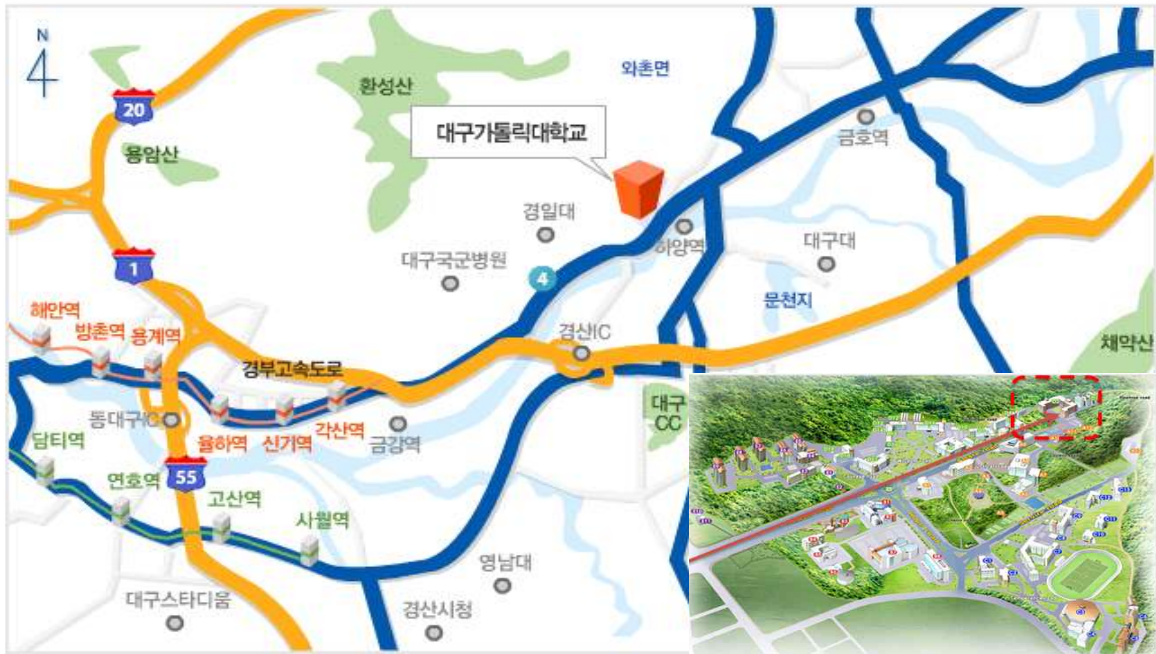 N
20
와촌면
환성산
대구가톨릭대학교
금호역
용암산
경일대
하양역
대구대
대구국군병원
1
4
문천지
해안역
방촌역
용계역
경산IC
채약산
경부고속도로
대구
CC
동대구IC
율하역
신기역
각산역
금강역
담티역
55
연호역
고산역
사월역
영남대
대구스타디움
경산시청